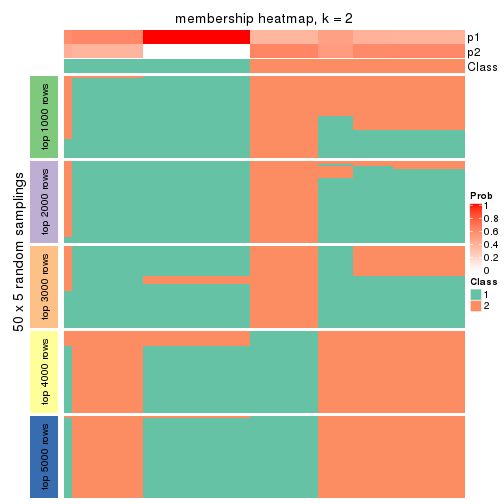 membership heatmap, k = 2
p1
p2
Class
50 x 5 random samplings
top 1000 rows
top 2000 rows
top 3000 rows
top 4000 rows
top 5000 rows
Prob
1
0.8
0.6
0.4
0.2
0
Class
1
2